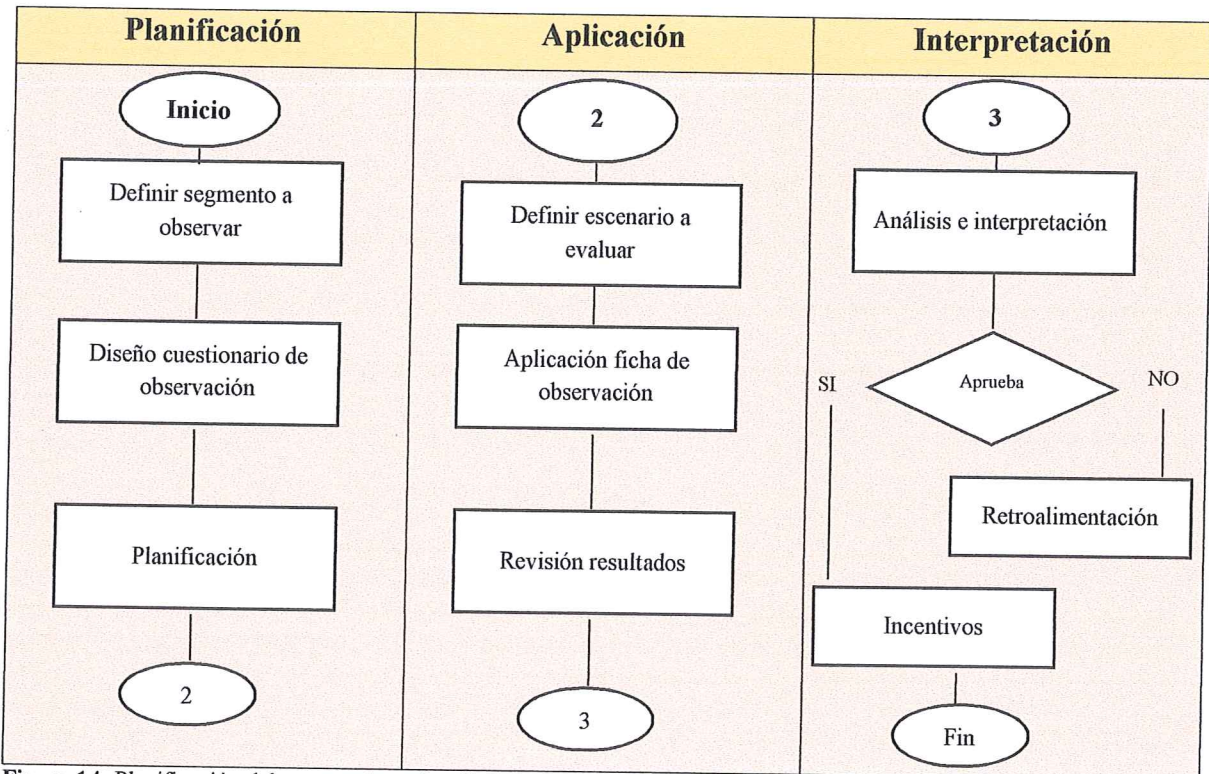 Planificación
Inicio
Definir segmento a
observar
Diseño cuestionario de
observación
Planificación
2
Aplicación
2
Definir escenario a
evaluar
Aplicación ficha de
observación
Revisión resultados
3
Interpretación
3
Análisis e interpretación
Aprueba
SI
NO
Retroalimentación
Incentivos
Fin